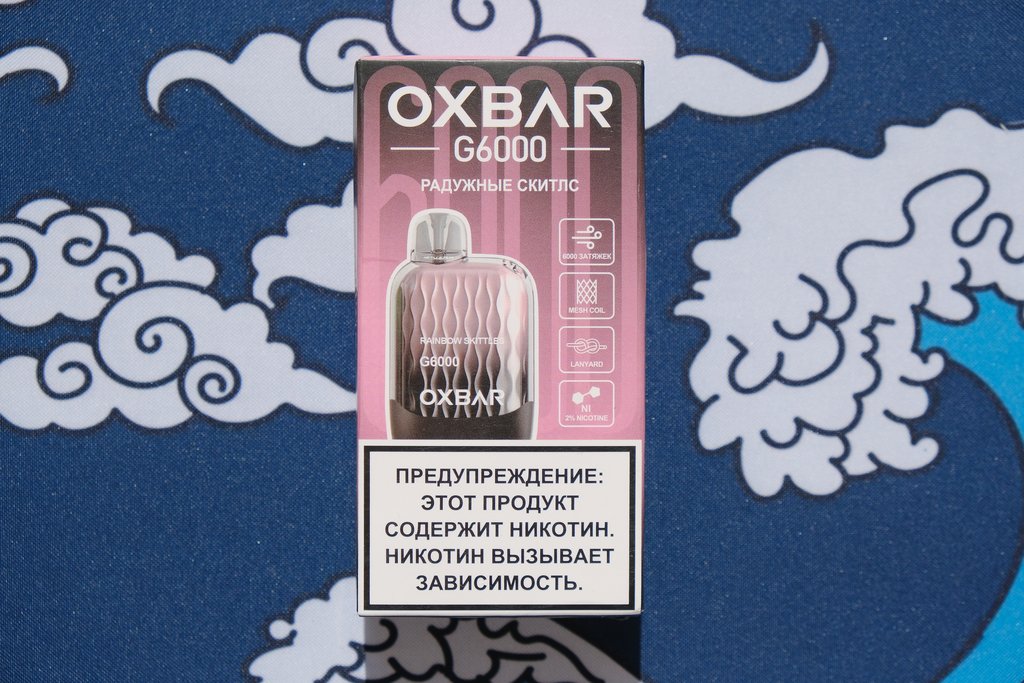 OXBAR
G6000
РАДУЖНЫЕ СКИТЛС
6000 ЗАТЯЖЕК
MESH COIL
RAINBOW SKITTLES
G6000
LANYARD
OXBAR
NI
2% NICOTINE
ПРЕДУПРЕЖДЕНИЕ:
ЭТОТ ПРОДУКТ
СОДЕРЖИТ НИКОТИН.
НИКОТИН ВЫЗЫВАЕТ
ЗАВИСИМОСТЬ.